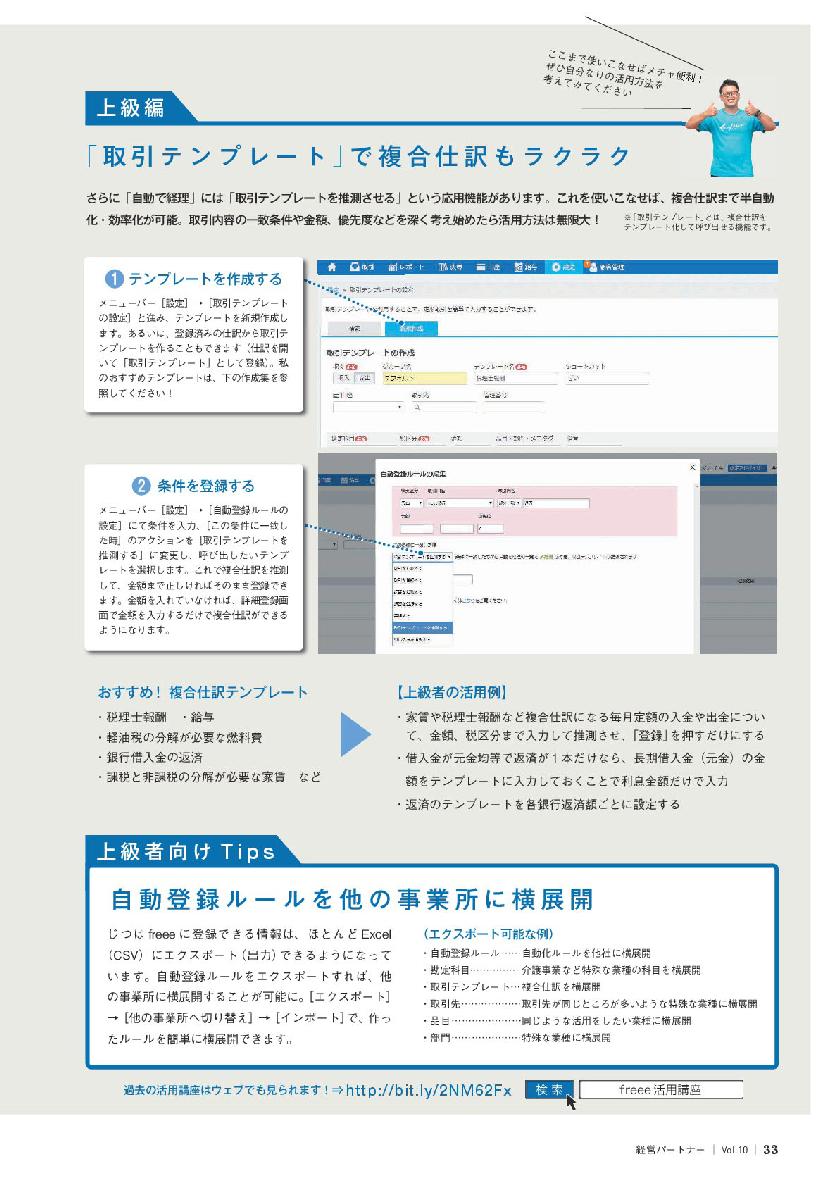 ここまで使いこなせばメチャ便利！
ぜひ自分なりの活用方法を
考えてみてください
上級編
「取引テンプレート」で複合仕訳もラクラク
さらに「自動で経理」には「取引テンプレートを推測させる」という応用機能があります。これを使いこなせば、複合仕訳まで半自動
化・効率化が可能。取引内容の一致条件や金額、優先度などを深く考え始めたら活用方法は無限大！
※「取引テンプレート」とは、複合仕訳を
テンプレート化して呼び出せる機能です。
1 テンプレートを作成する
メニューバー［設定］・［取引テンプレート
の設定］と進み、テンプレートを新規作成し
ます。あるいは、登録済みの仕訳から取引テ
ンプレートを作ることもできます（仕訳を開
いて「取引テンプレート」として登録）。私
のおすすめテンプレートは、下の作成集を参
照してください！
取引テンプレートの設定
取引テンプレートの作成
2 条件を登録する
メニューバー［設定］・［自動登録ルールの
設定］にて条件を入力、［この条件に一致し
た時］のアクションを［取引テンプレートを
推測する］に変更し、呼び出したいテンプ
レートを選択します。これで複合仕訳を推測
して、金額まで正しければそのまま登録でき
ます。金額を入れていなければ、詳細登録画
面で金額を入力するだけで複合仕訳ができる
ようになります。
自動登録ルールの編集
おすすめ！ 複合仕訳テンプレート
・税理士報酬　・給与
・軽油税の分解が必要な燃料費
・銀行借入金の返済
・課税と非課税の分解が必要な家賃　など
【上級者の活用例】
・家賃や税理士報酬など複合仕訳になる毎月定額の入金や出金につい
て、金額、税区分まで入力して推測させ、「登録」を押すだけにする
・借入金が元金均等で返済が１本だけなら、長期借入金（元金）の金
額をテンプレートに入力しておくことで利息金額だけで入力
・返済のテンプレートを各銀行返済額ごとに設定する
上級者向け Tips
自動登録ルールを他の事業所に横展開
じつは freee に登録できる情報は、ほとんど Excel
（CSV）にエクスポート（出力）できるようになって
います。自動登録ルールをエクスポートすれば、他
の事業所に横展開することが可能に。［エクスポート］
→［他の事業所へ切り替え］→［インポート］で、作っ
たルールを簡単に横展開できます。
（エクスポート可能な例）
・自動登録ルール……自動化ルールを他社に横展開
・勘定科目……………介護事業など特殊な業種の科目を横展開
・取引テンプレート…複合仕訳を横展開
・取引先………………取引先が同じところが多いような特殊な業種に横展開
・品目…………………同じような活用をしたい業種に横展開
・部門…………………特殊な業種に横展開
過去の活用講座はウェブでも見られます！⇒http://bit.ly/2NM62Fx 検索 freee 活用講座
経営パートナー｜Vol.10｜33